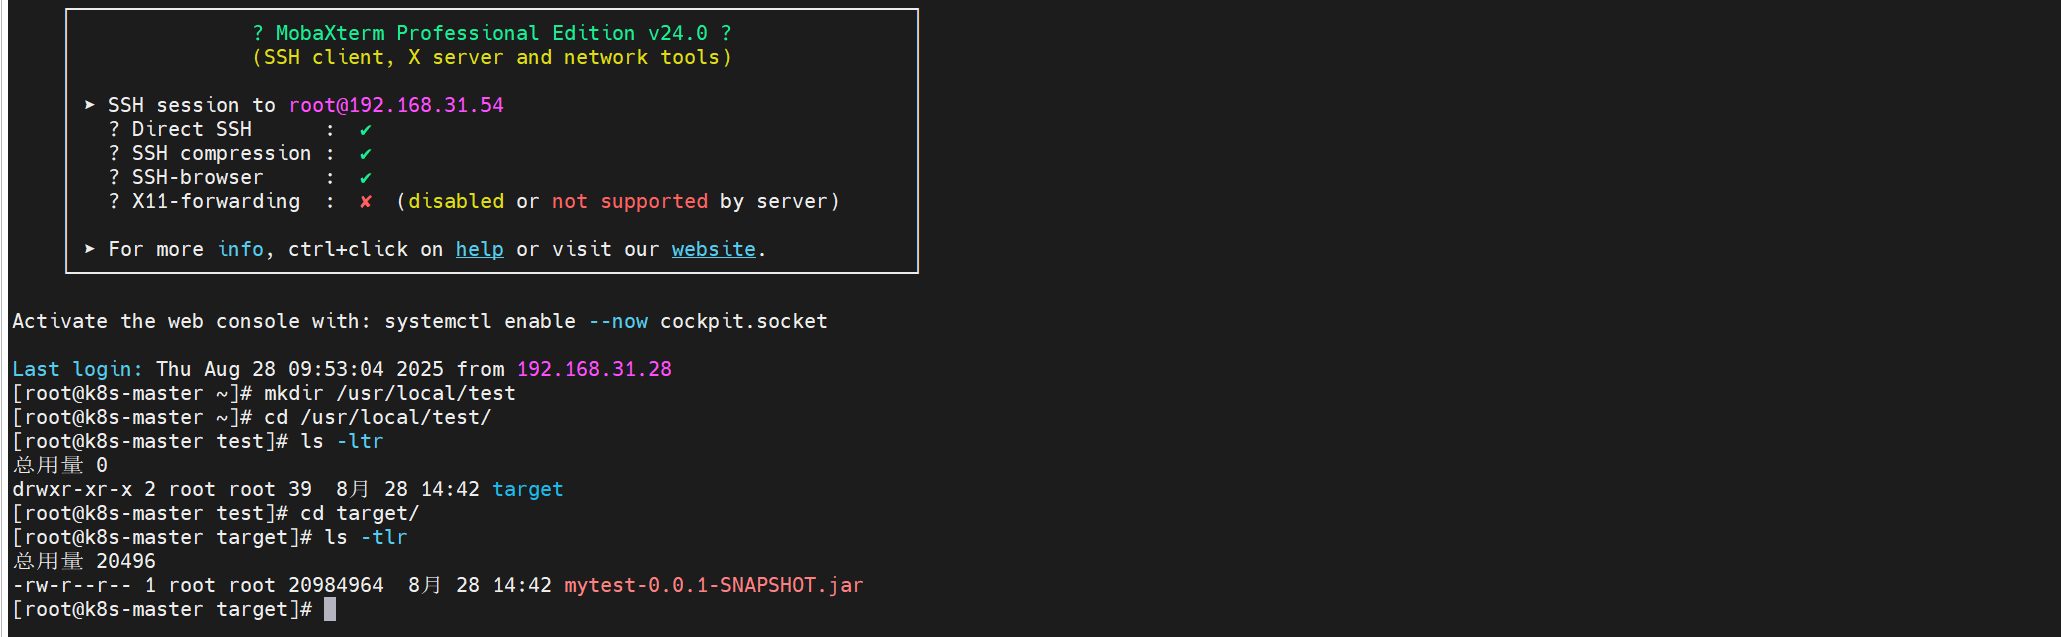 ? MobaXterm Professional Edition v24.0 ?
(SSH client, X server and network tools)
➤ SSH session to root@192.168.31.54
? Direct SSH      :  ✔
? SSH compression :  ✔
? SSH-browser     :  ✔
? X11-forwarding  :  ✘  (disabled or not supported by server)
➤ For more info, ctrl+click on help or visit our website.
Activate the web console with: systemctl enable --now cockpit.socket
Last login: Thu Aug 28 09:53:04 2025 from 192.168.31.28
[root@k8s-master ~]# mkdir /usr/local/test
[root@k8s-master ~]# cd /usr/local/test/
[root@k8s-master test]# ls -ltr
总用量 0
drwxr-xr-x 2 root root 39  8月 28 14:42 target
[root@k8s-master test]# cd target/
[root@k8s-master target]# ls -tlr
总用量 20496
-rw-r--r-- 1 root root 20984964  8月 28 14:42 mytest-0.0.1-SNAPSHOT.jar
[root@k8s-master target]#